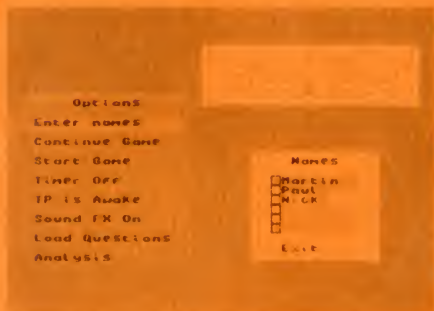 Options
Enter names
Continue Game
Start Game
Timer Off
TP is Awake
Sound FX On
Load Questions
Analysis
Names
Martin
Paul
Nick
Exit